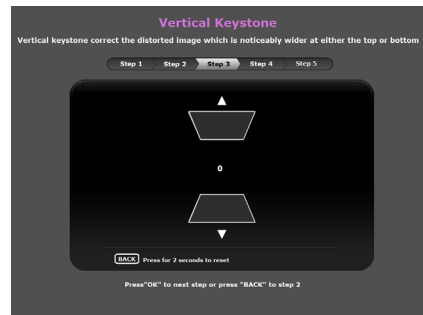 Vertical Keystone
Vertical keystone correct the distorted image which is noticeably wider at either the top or bottom
Step 1 Step 2 Step 3 Step 4 Step 5
0
BACK Press for 2 seconds to reset
Press"OK" to next step or press "BACK" to step 2